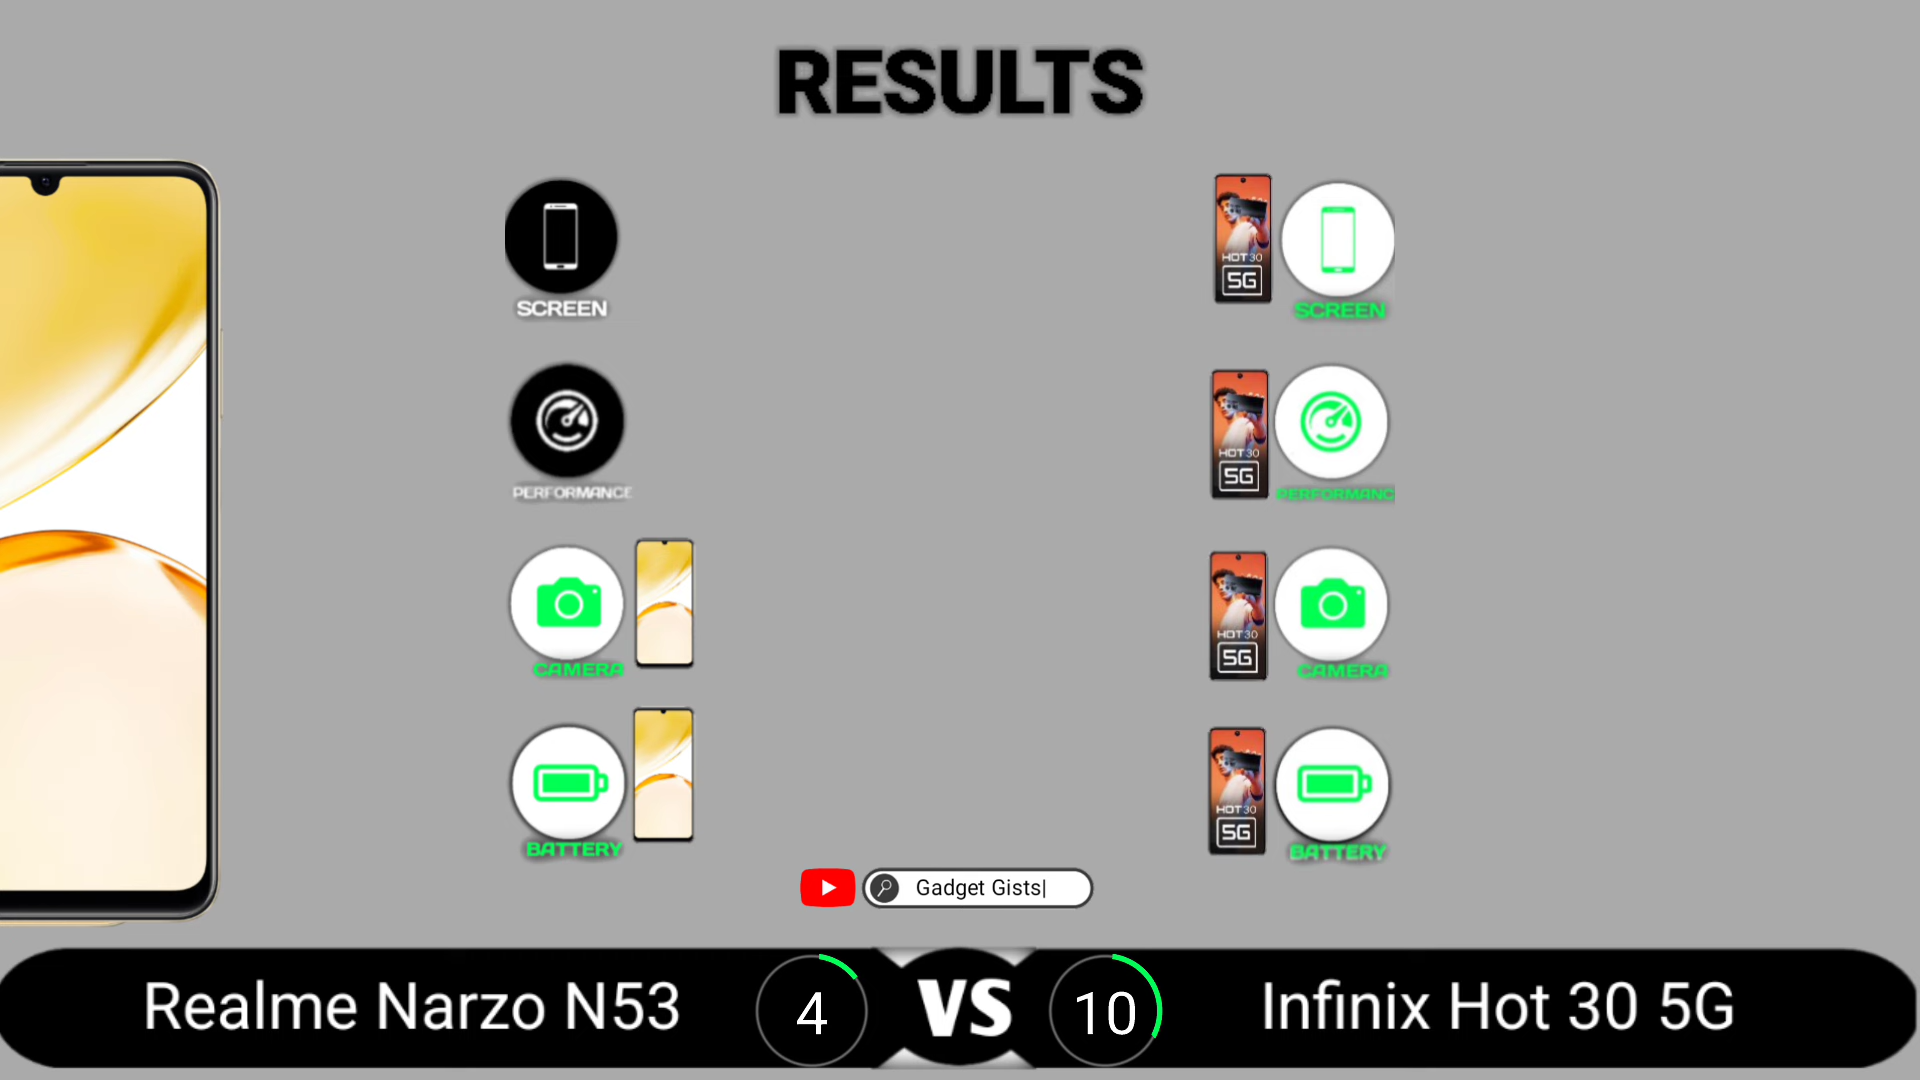 RESULTS
SCREEN
HOT 30
5G
SCREEN
PERFORMANCE
HOT 30
5G
PERFORMANC
CAMERA
HOT 30
5G
CAMERA
BATTERY
HOT 30
5G
BATTERY
Gadget Gists|
Realme Narzo N53
4
VS
10
Infinix Hot 30 5G